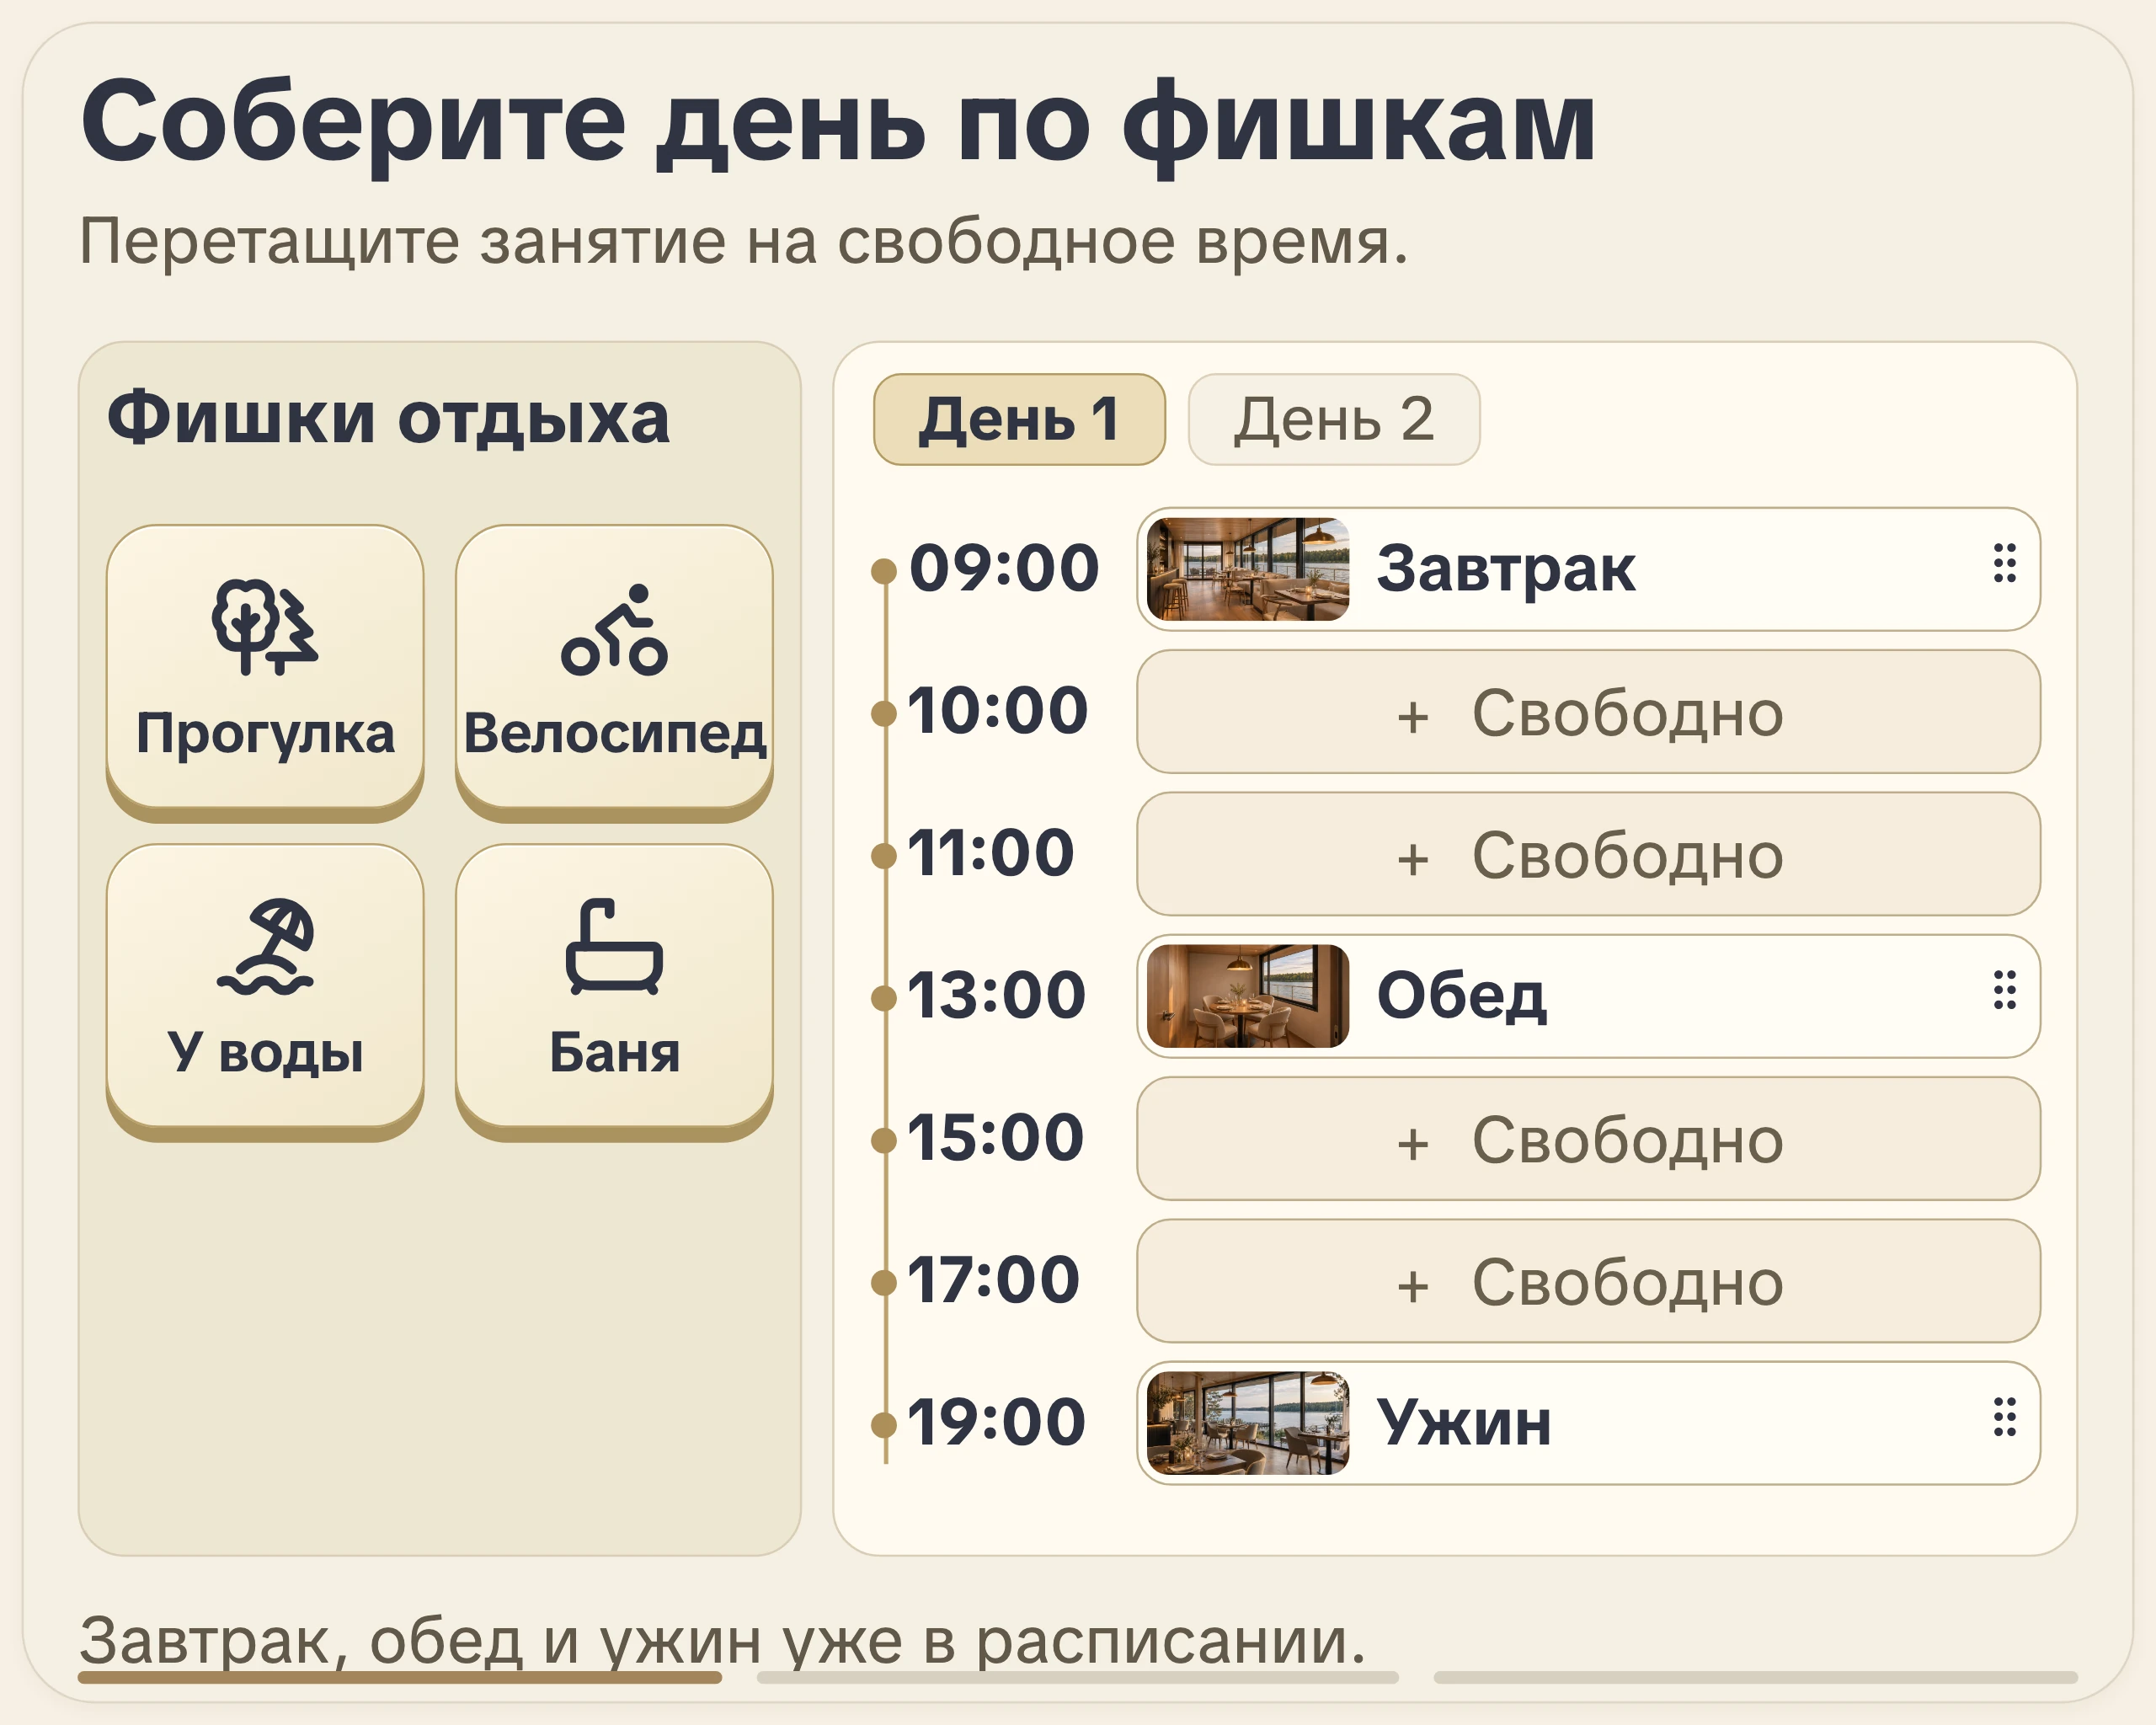 Соберите день по фишкам
Перетащите занятие на свободное время.
Фишки отдыха
Прогулка
Велосипед
У воды
Баня
День 1
День 2
09:00 Завтрак
10:00 + Свободно
11:00 + Свободно
13:00 Обед
15:00 + Свободно
17:00 + Свободно
19:00 Ужин
Завтрак, обед и ужин уже в расписании.